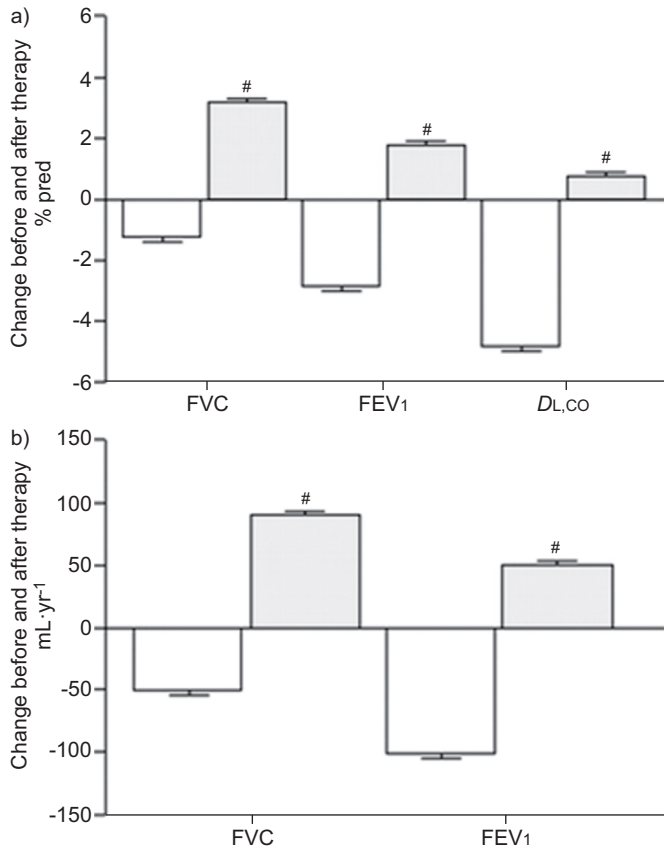 a)
Change before and after therapy
% pred
6
4
2
0
-2
-4
-6
#
#
#
FVC
FEV1
DL,CO
b)
Change before and after therapy
mL·yr-1
150
100
50
0
-50
-100
-150
#
#
FVC
FEV1